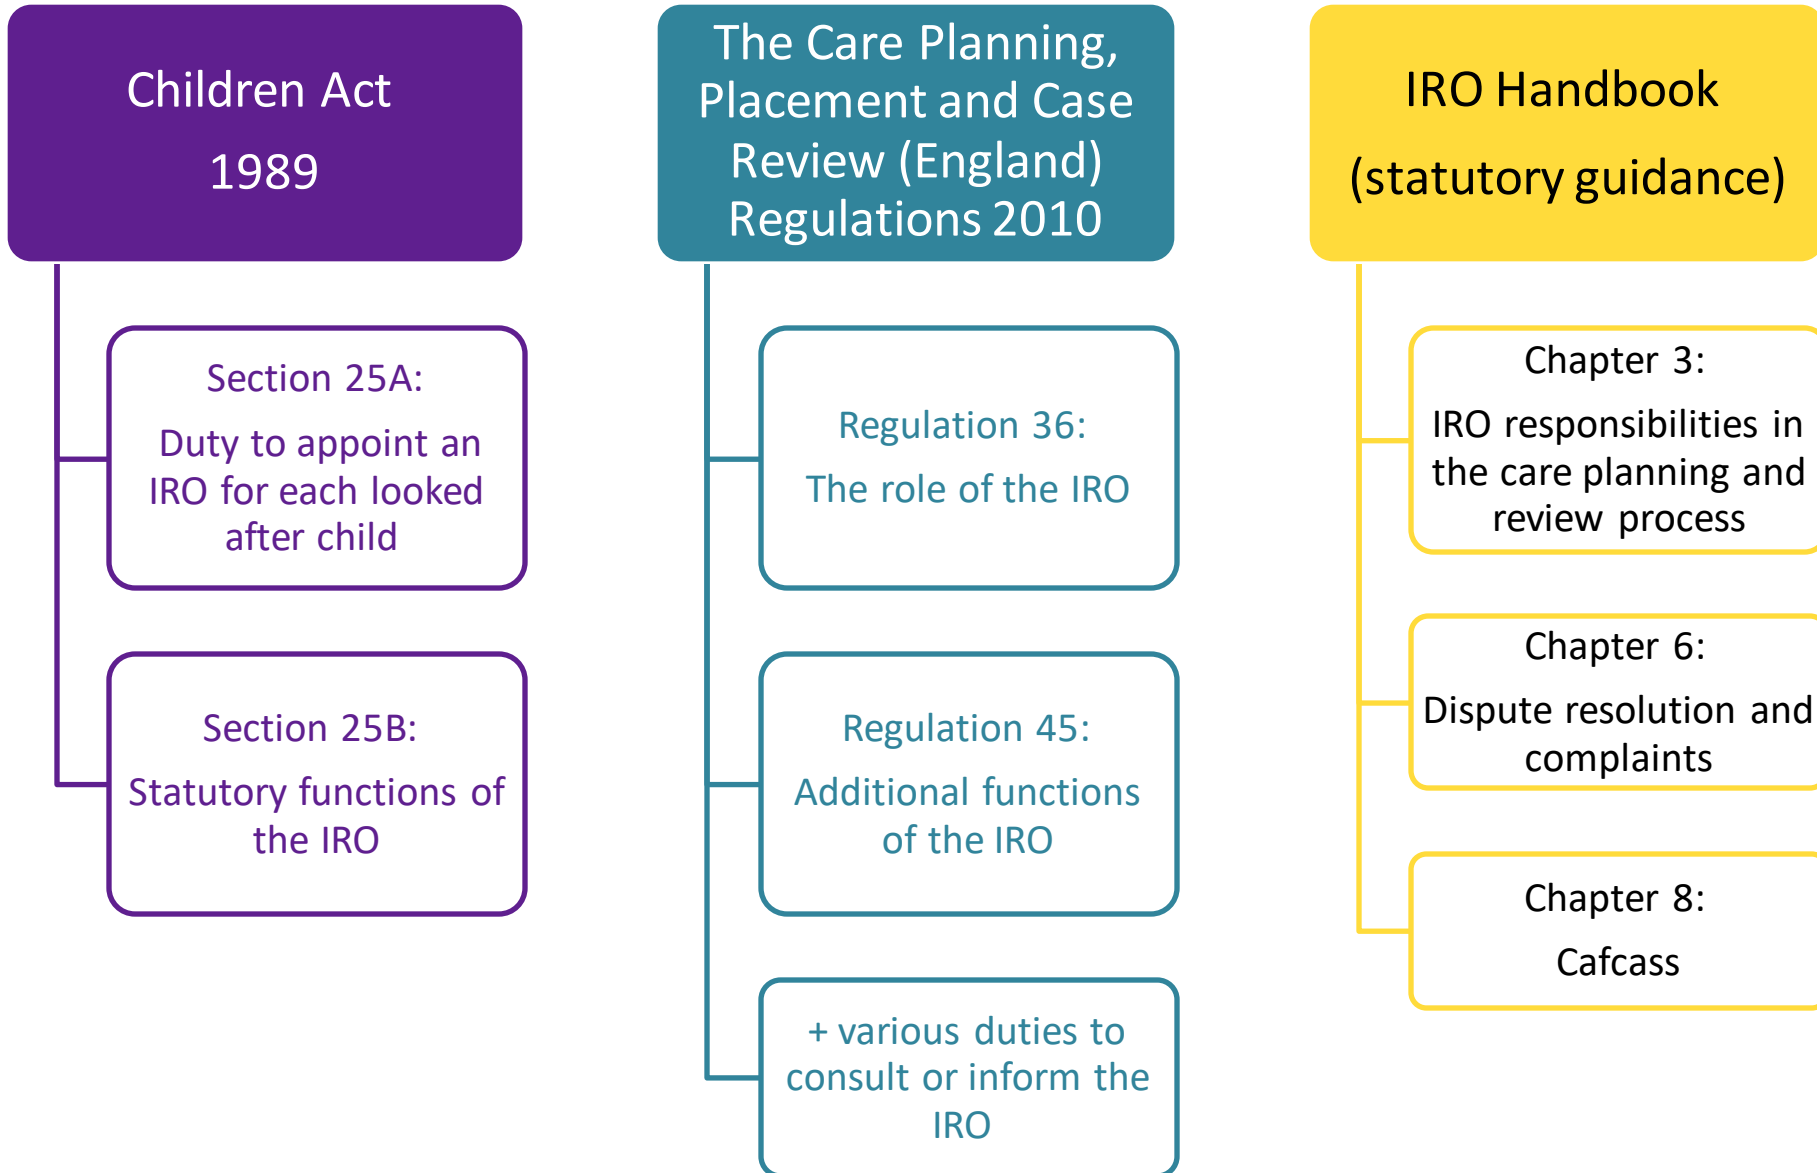 Children Act
1989
Section 25A:
Duty to appoint an
IRO for each looked
after child
Section 25B:
Statutory functions of
the IRO
The Care Planning,
Placement and Case
Review (England)
Regulations 2010
Regulation 36:
The role of the IRO
Regulation 45:
Additional functions
of the IRO
+ various duties to
consult or inform the
IRO
IRO Handbook
(statutory guidance)
Chapter 3:
IRO responsibilities in
the care planning and
review process
Chapter 6:
Dispute resolution and
complaints
Chapter 8:
Cafcass